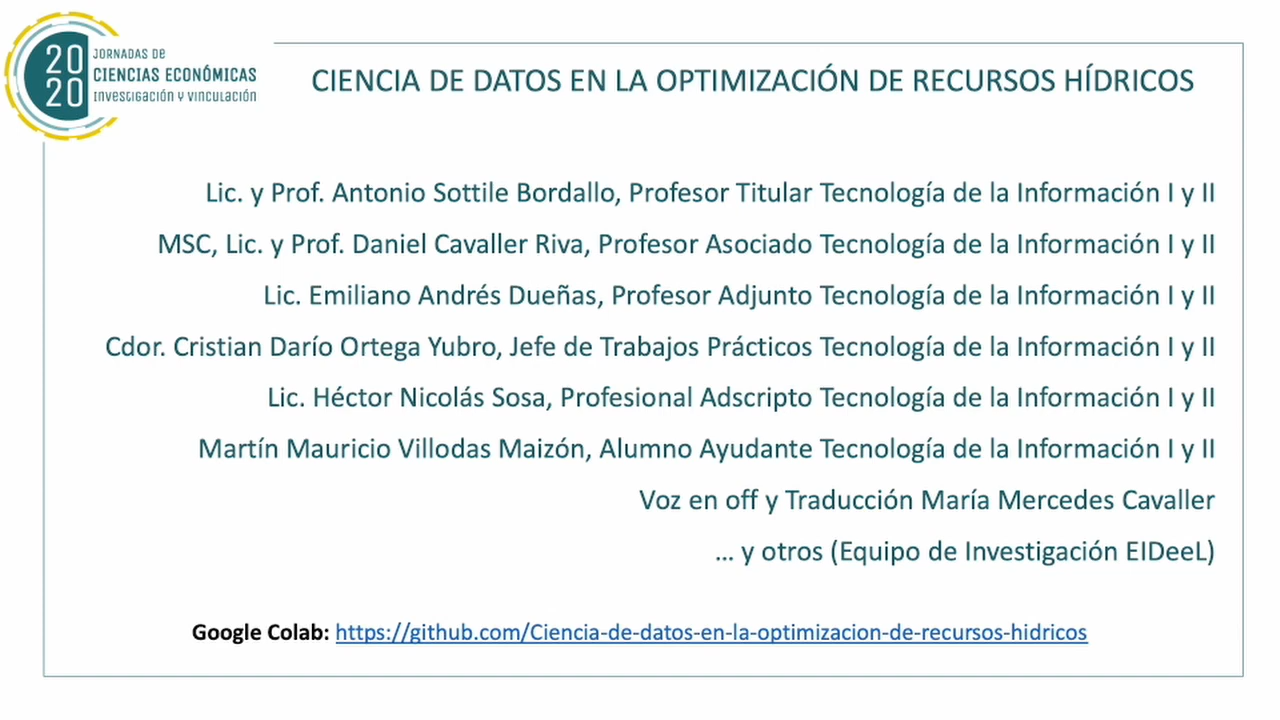 20
20
JORNADAS DE
CIENCIAS ECONÓMICAS
INVESTIGACIÓN Y VINCULACIÓN
CIENCIA DE DATOS EN LA OPTIMIZACIÓN DE RECURSOS HÍDRICOS
Lic. y Prof. Antonio Sottile Bordallo, Profesor Titular Tecnología de la Información I y II
MSC, Lic. y Prof. Daniel Cavaller Riva, Profesor Asociado Tecnología de la Información I y II
Lic. Emiliano Andrés Dueñas, Profesor Adjunto Tecnología de la Información I y II
Cdor. Cristian Darío Ortega Yubro, Jefe de Trabajos Prácticos Tecnología de la Información I y II
Lic. Héctor Nicolás Sosa, Profesional Adscripto Tecnología de la Información I y II
Martín Mauricio Villodas Maizón, Alumno Ayudante Tecnología de la Información I y II
Voz en off y Traducción María Mercedes Cavaller
... y otros (Equipo de Investigación EIDeeL)
Google Colab: https://github.com/Ciencia-de-datos-en-la-optimizacion-de-recursos-hidricos